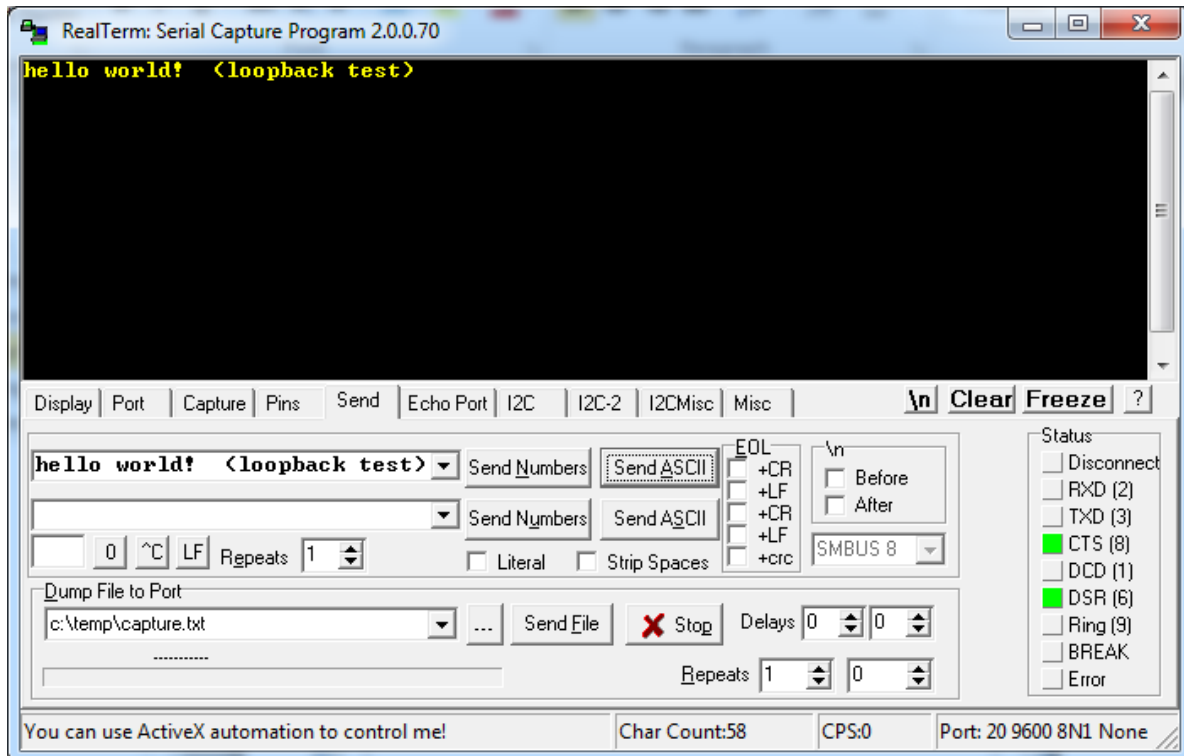 RealTerm: Serial Capture Program 2.0.0.70
hello world!  (loopback test)
Display Port Capture Pins Send Echo Port I2C I2C-2 I2CMisc Misc \n Clear Freeze ?
hello world!  (loopback test) Send Numbers Send ASCII
Send Numbers Send ASCII
0 ^C LF Repeats 1 Literal Strip Spaces
EOL
+CR
+LF
+CR
+LF
+crc
\n
Before
After
SMBUS 8
Dump File to Port
c:\temp\capture.txt ... Send File Stop Delays 0 0
-----------
Repeats 1 0
Status
Disconnect
RXD (2)
TXD (3)
CTS (8)
DCD (1)
DSR (6)
Ring (9)
BREAK
Error
You can use ActiveX automation to control me! Char Count:58 CPS:0 Port: 20 9600 8N1 None